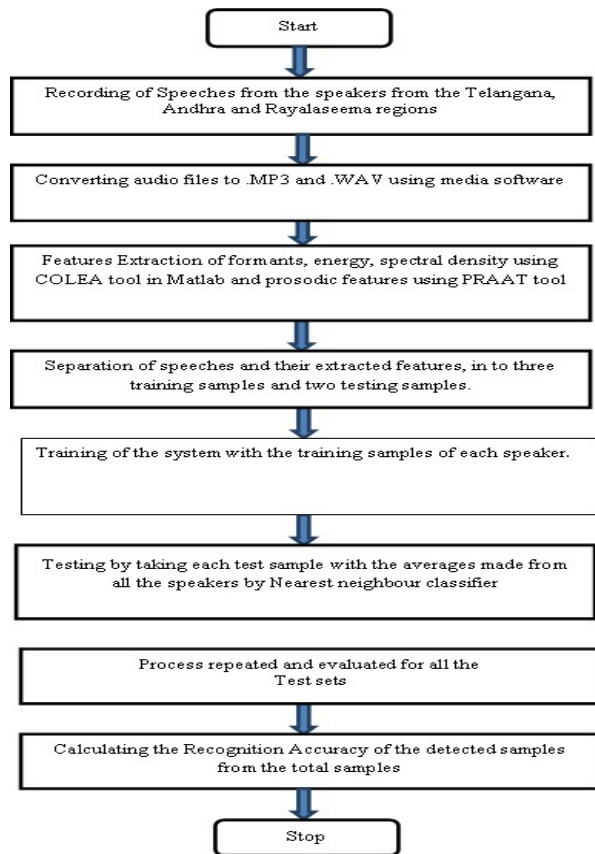 Start
Recording of Speeches from the speakers from the Telangana,
Andhra and Rayalaseema regions
Converting audio files to .MP3 and .WAV using media software
Features Extraction of formants, energy, spectral density using
COLEA tool in Matlab and prosodic features using PRAAT tool
Separation of speeches and their extracted features, in to three
training samples and two testing samples.
Training of the system with the training samples of each speaker.
Testing by taking each test sample with the averages made from
all the speakers by Nearest neighbour classifier
Process repeated and evaluated for all the
Test sets
Calculating the Recognition Accuracy of the detected samples
from the total samples
Stop